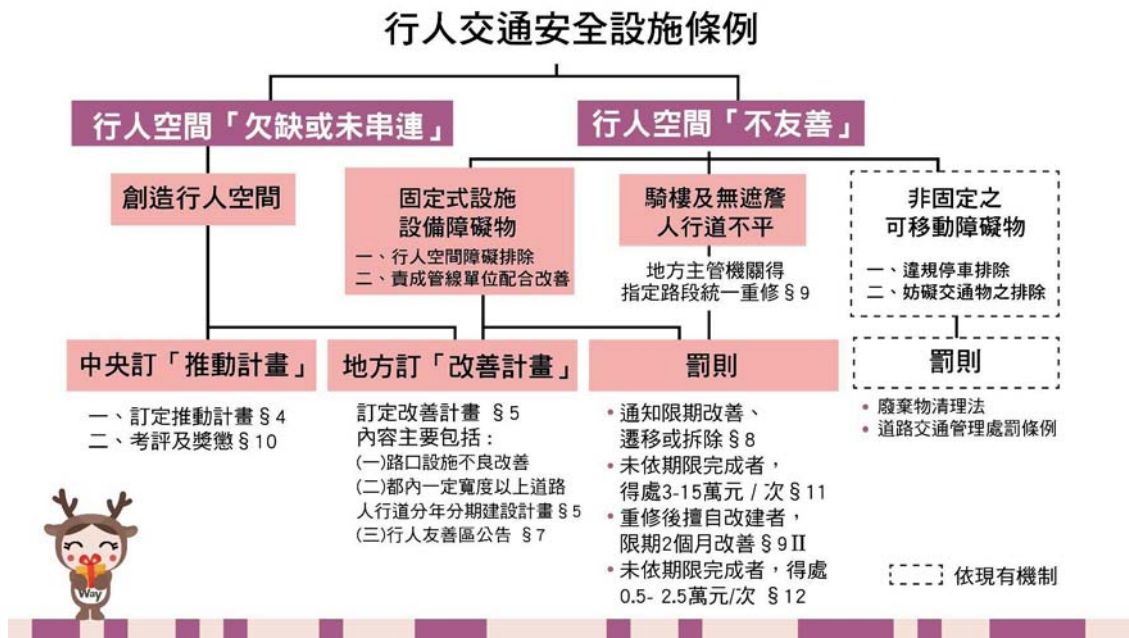 行人交通安全設施條例
行人空間「欠缺或未串連」
行人空間「不友善」
創造行人空間
固定式設施
設備障礙物
一、行人空間障礙排除
二、責成管線單位配合改善
騎樓及無遮簷
人行道不平
地方主管機關得
指定路段統一重修§9
非固定之
可移動障礙物
一、違規停車排除
二、妨礙交通物之排除
中央訂「推動計畫」
一、訂定推動計畫§4
二、考評及獎懲§10
地方訂「改善計畫」
訂定改善計畫 §5
內容主要包括:
(一)路口設施不良改善
(二)都內一定寬度以上道路
人行道分年分期建設計畫§5
(三)行人友善區公告 §7
罰則
• 通知限期改善、
遷移或拆除§8
• 未依期限完成者,
得處3-15萬元 / 次§11
• 重修後擅自改建者,
限期2個月改善§9Ⅱ
• 未依期限完成者,得處
0.5- 2.5萬元/次 §12
罰則
• 廢棄物清理法
• 道路交通管理處罰條例
依現有機制
Way